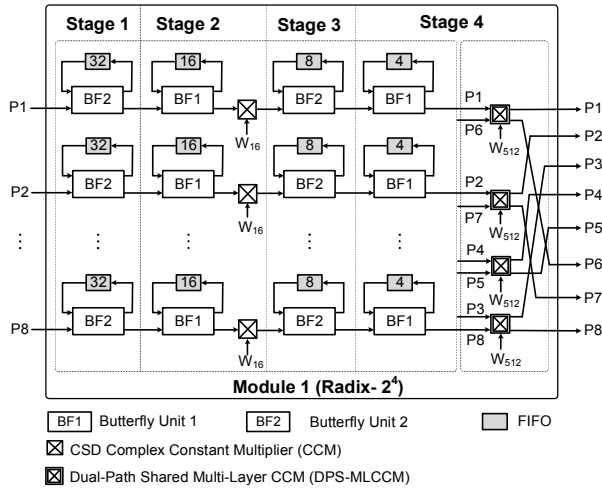 Stage 1 Stage 2 Stage 3 Stage 4
32 16 8 4
P1 BF2 BF1 BF2 BF1 P1 P1
P6
W16 W512
P2
32 16 8 4
P3
P2 BF2 BF1 BF2 BF1 P2
P4
P7
W16 W512
P5
⋮ ⋮ ⋮ ⋮ ⋮
P4
P5
P6
W512
32 16 8 4
P7
P3
P8 BF2 BF1 BF2 BF1 P8 P8
W16 W512
Module 1 (Radix- 2⁴)
BF1 Butterfly Unit 1 BF2 Butterfly Unit 2 FIFO
CSD Complex Constant Multiplier (CCM)
Dual-Path Shared Multi-Layer CCM (DPS-MLCCM)